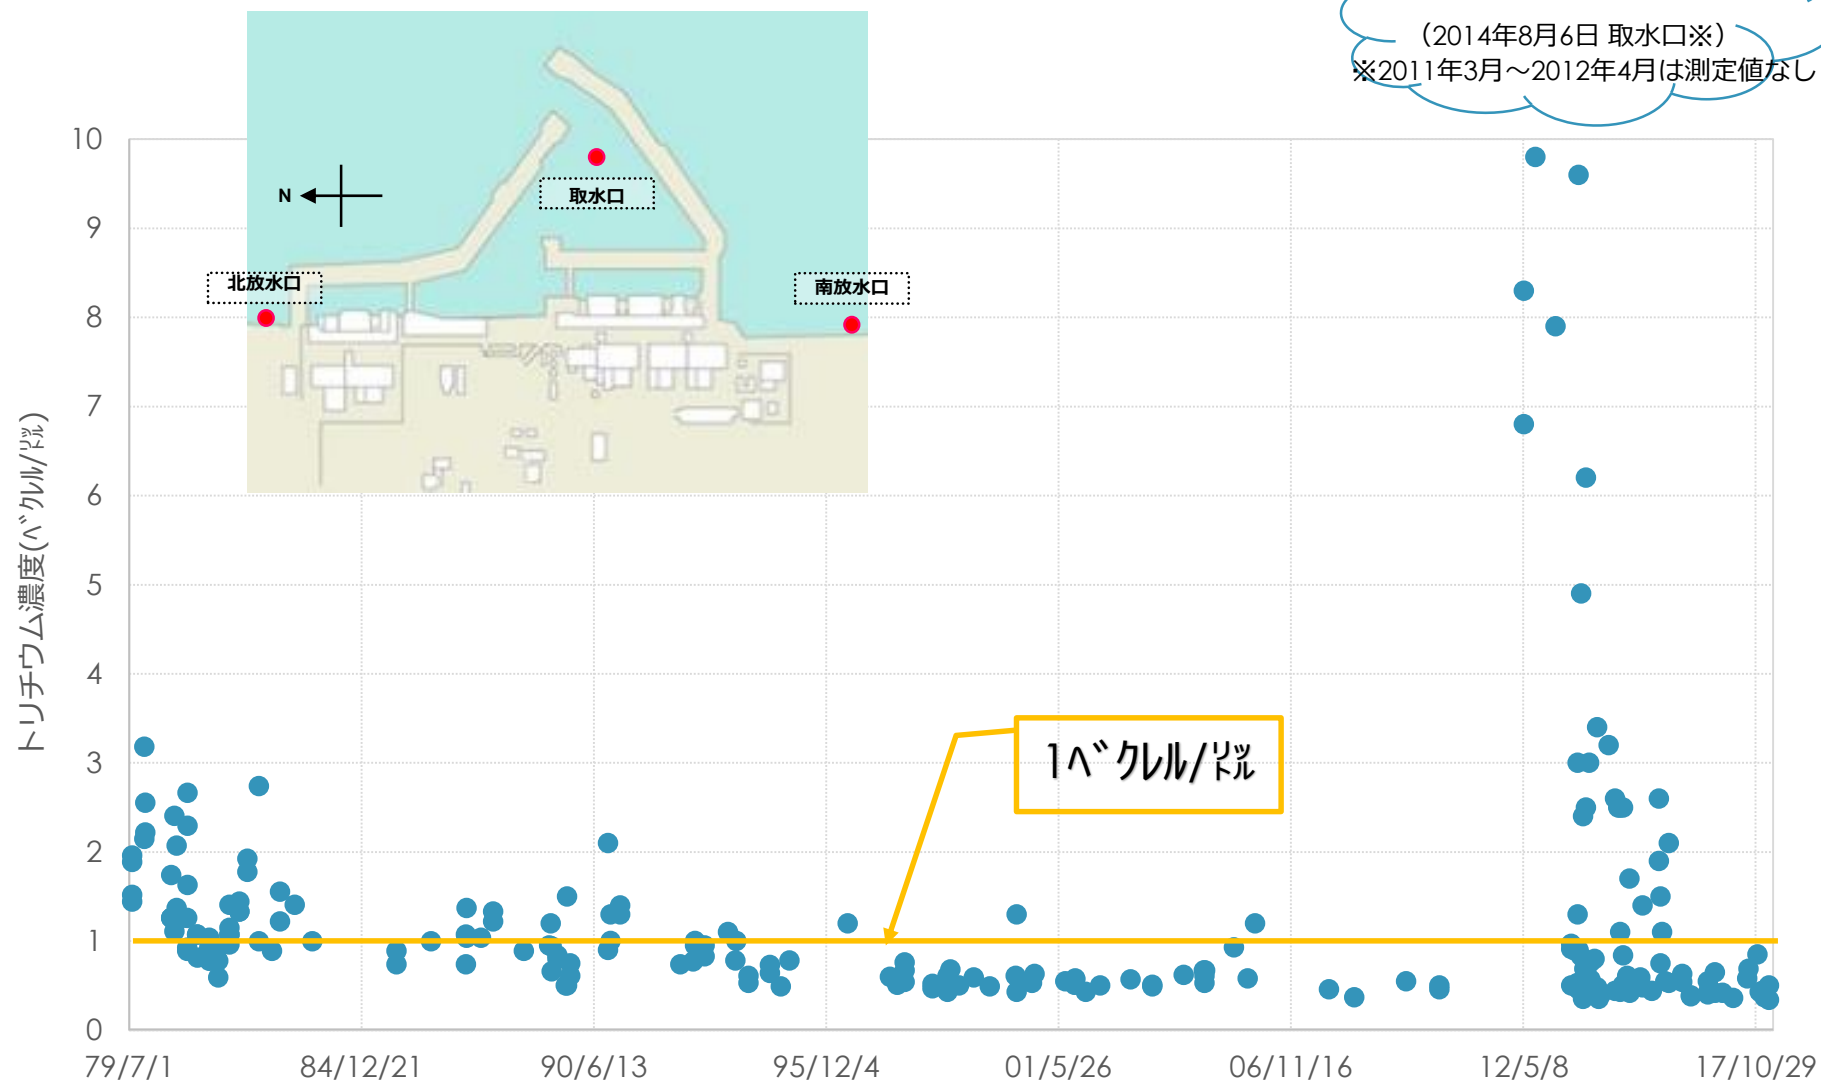 (2014年8月6日 取水口※)
※2011年3月～2012年4月は測定値なし
N
取水口
北放水口
南放水口
トリチウム濃度(ﾍﾞｸﾚﾙ/㍑)
10
9
8
7
6
5
4
3
2
1
0
1ﾍﾞｸﾚﾙ/㍑
79/7/1
84/12/21
90/6/13
95/12/4
01/5/26
06/11/16
12/5/8
17/10/29